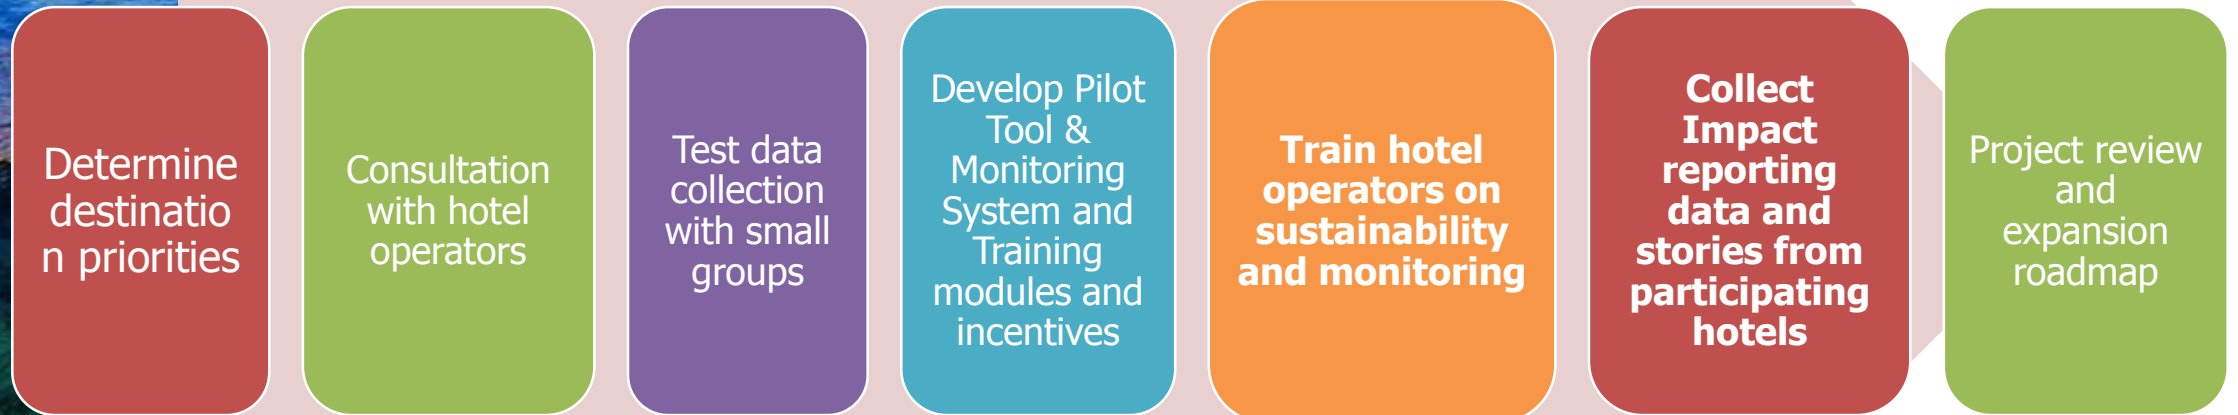 Determine
destinatio
n priorities
Consultation
with hotel
operators
Test data
collection
with small
groups
Develop Pilot
Tool &
Monitoring
System and
Training
modules and
incentives
Train hotel
operators on
sustainability
and monitoring
Collect
Impact
reporting
data and
stories from
participating
hotels
Project review
and
expansion
roadmap